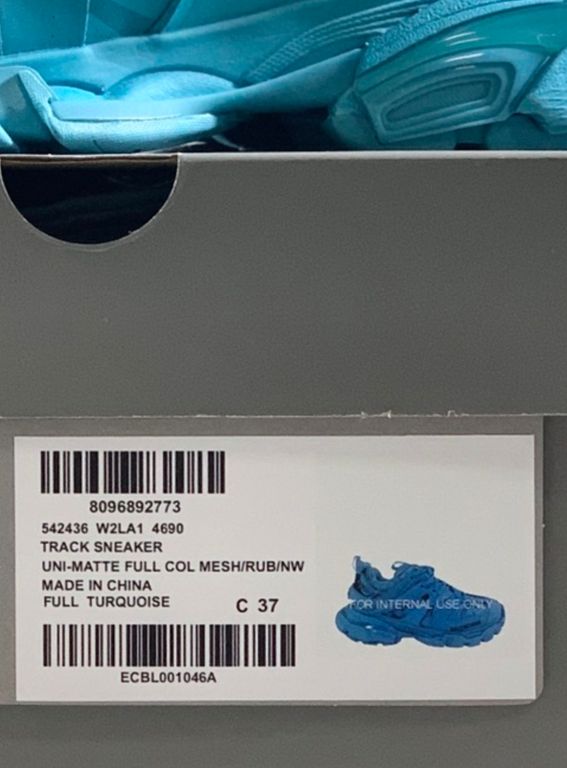 8096892773
542436 W2LA1 4690
TRACK SNEAKER
UNI-MATTE FULL COL MESH/RUB/NW
MADE IN CHINA
FULL TURQUOISE C 37
FOR INTERNAL USE ONLY
ECBL001046A